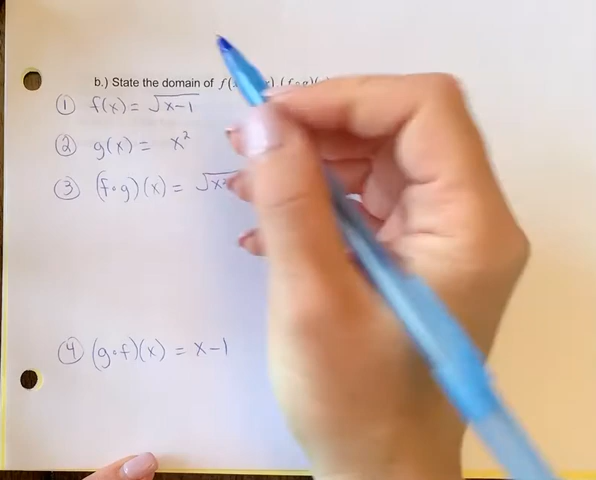 b.) State the domain of f( x), (f∘g)(
① f(x) = √x-1
② g(x) = x²
③ (f∘g)(x) = √x
④ (g∘f)(x) = x-1